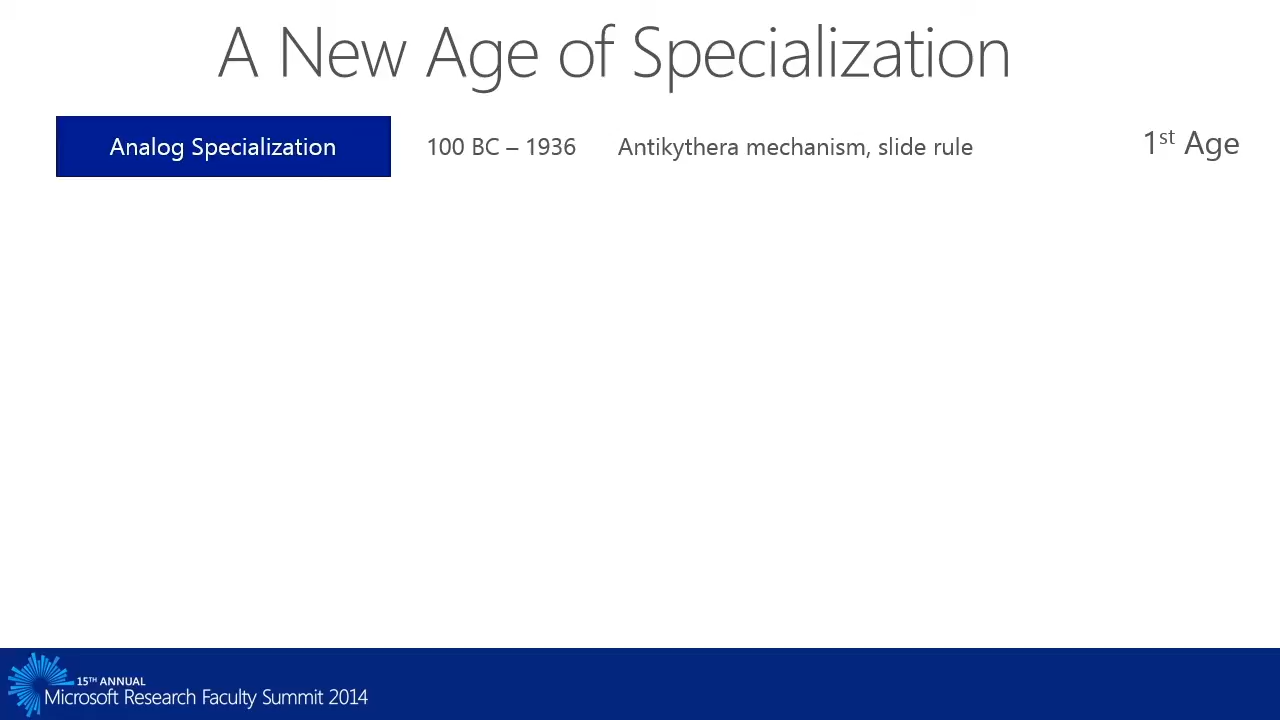 A New Age of Specialization
Analog Specialization 100 BC – 1936 Antikythera mechanism, slide rule 1st Age
15TH ANNUAL
Microsoft Research Faculty Summit 2014